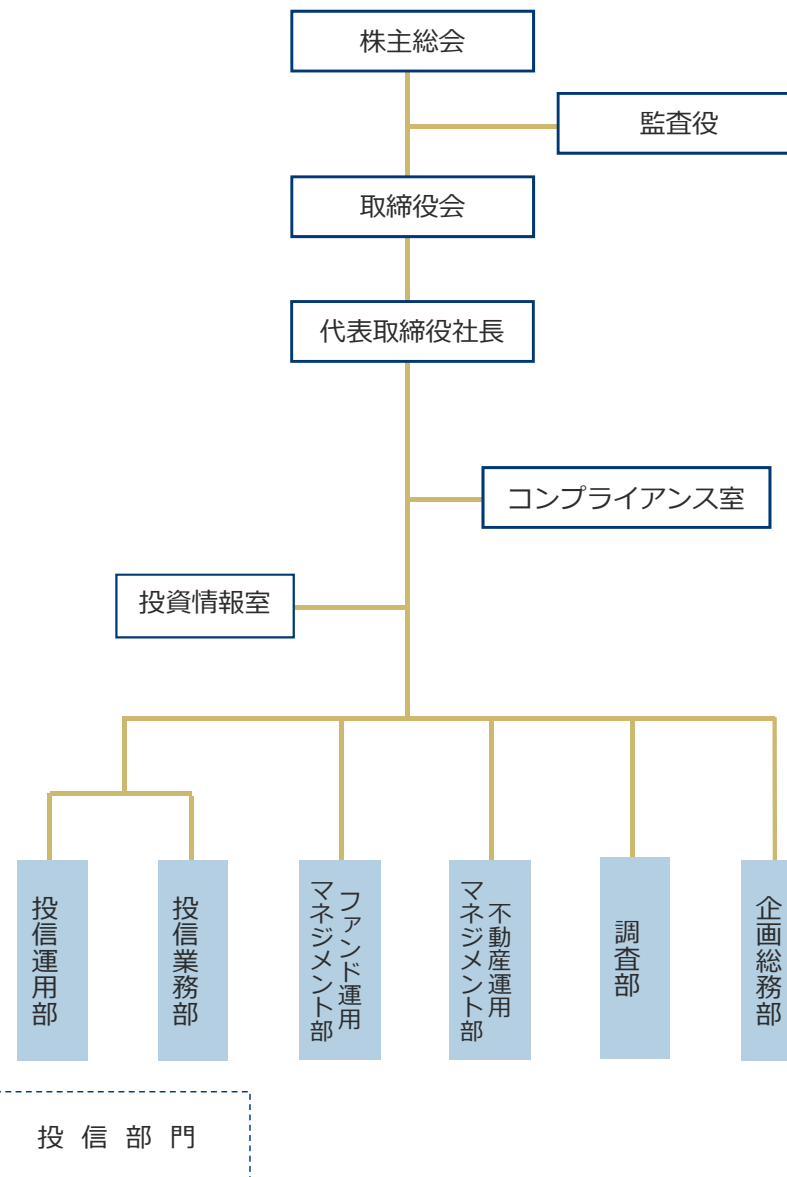 株主総会
監査役
取締役会
代表取締役社長
コンプライアンス室
投資情報室
投信運用部
投信業務部
ファンド運用
マネジメント部
不動産運用
マネジメント部
調査部
企画総務部
投信部門